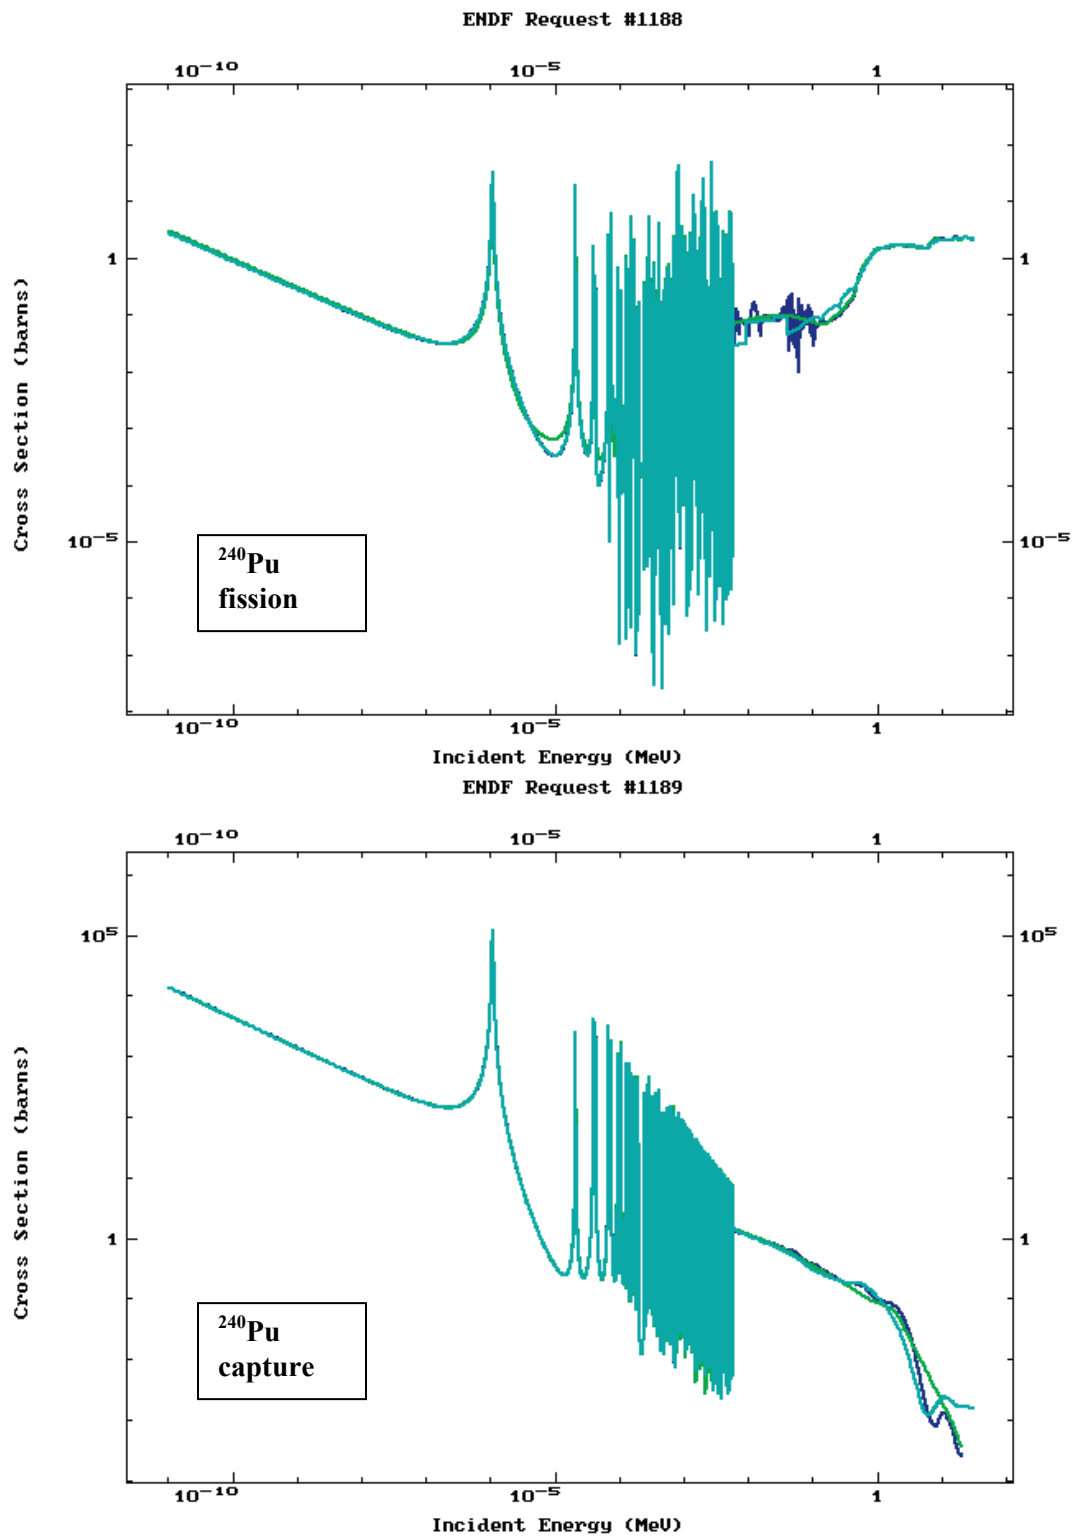 ENDF Request #1188
10⁻¹⁰ 10⁻⁵ 1
1 1
Cross Section (barns)
10⁻⁵ 10⁻⁵
²⁴⁰Pu
fission
10⁻¹⁰ 10⁻⁵ 1
Incident Energy (MeV)
ENDF Request #1189
10⁻¹⁰ 10⁻⁵ 1
10⁵ 10⁵
Cross Section (barns)
1 1
²⁴⁰Pu
capture
10⁻¹⁰ 10⁻⁵ 1
Incident Energy (MeV)